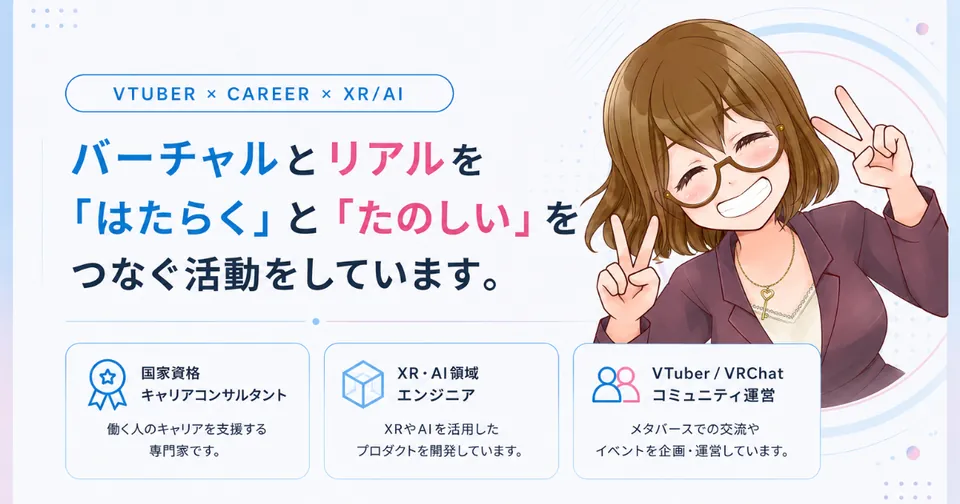 VTUBER × CAREER × XR/AI
バーチャルとリアルを
「はたらく」と「たのしい」を
つなぐ活動をしています。
国家資格
キャリアコンサルタント
働く人のキャリアを支援する
専門家です。
XR・AI領域
エンジニア
XRやAIを活用した
プロダクトを開発しています。
VTuber / VRChat
コミュニティ運営
メタバースでの交流や
イベントを企画・運営しています。